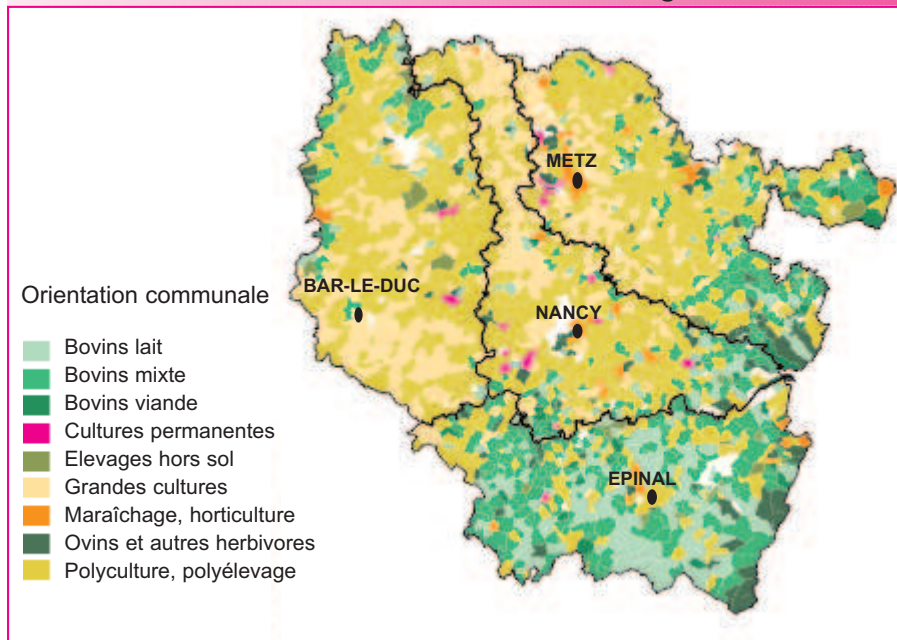 METZ
BAR-LE-DUC
NANCY
EPINAL
Orientation communale
Bovins lait
Bovins mixte
Bovins viande
Cultures permanentes
Elevages hors sol
Grandes cultures
Maraîchage, horticulture
Ovins et autres herbivores
Polyculture, polyélevage